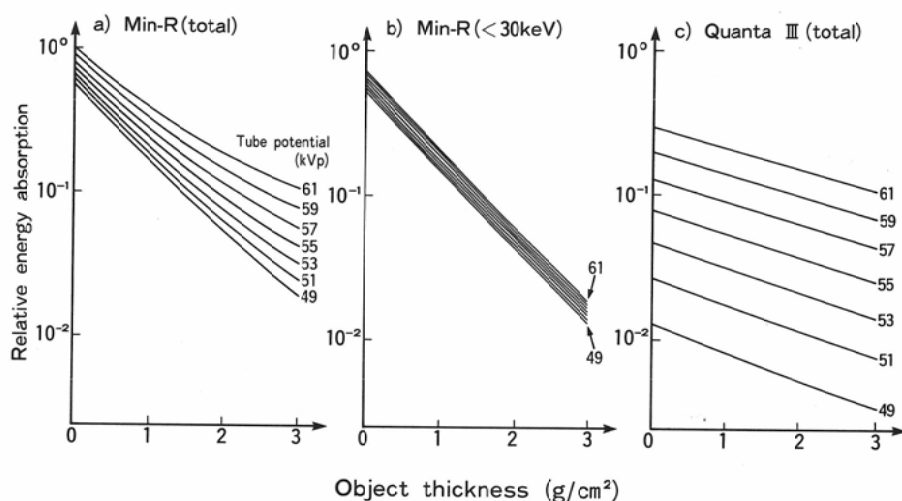 a) Min-R (total)
b) Min-R (< 30keV)
c) Quanta III (total)
Relative energy absorption
10⁰
10⁻¹
10⁻²
Tube potential
(kVp)
61
59
57
55
53
51
49
0 1 2 3
10⁰
10⁻¹
10⁻²
61
49
0 1 2 3
10⁰
10⁻¹
10⁻²
61
59
57
55
53
51
49
0 1 2 3
Object thickness (g/cm²)